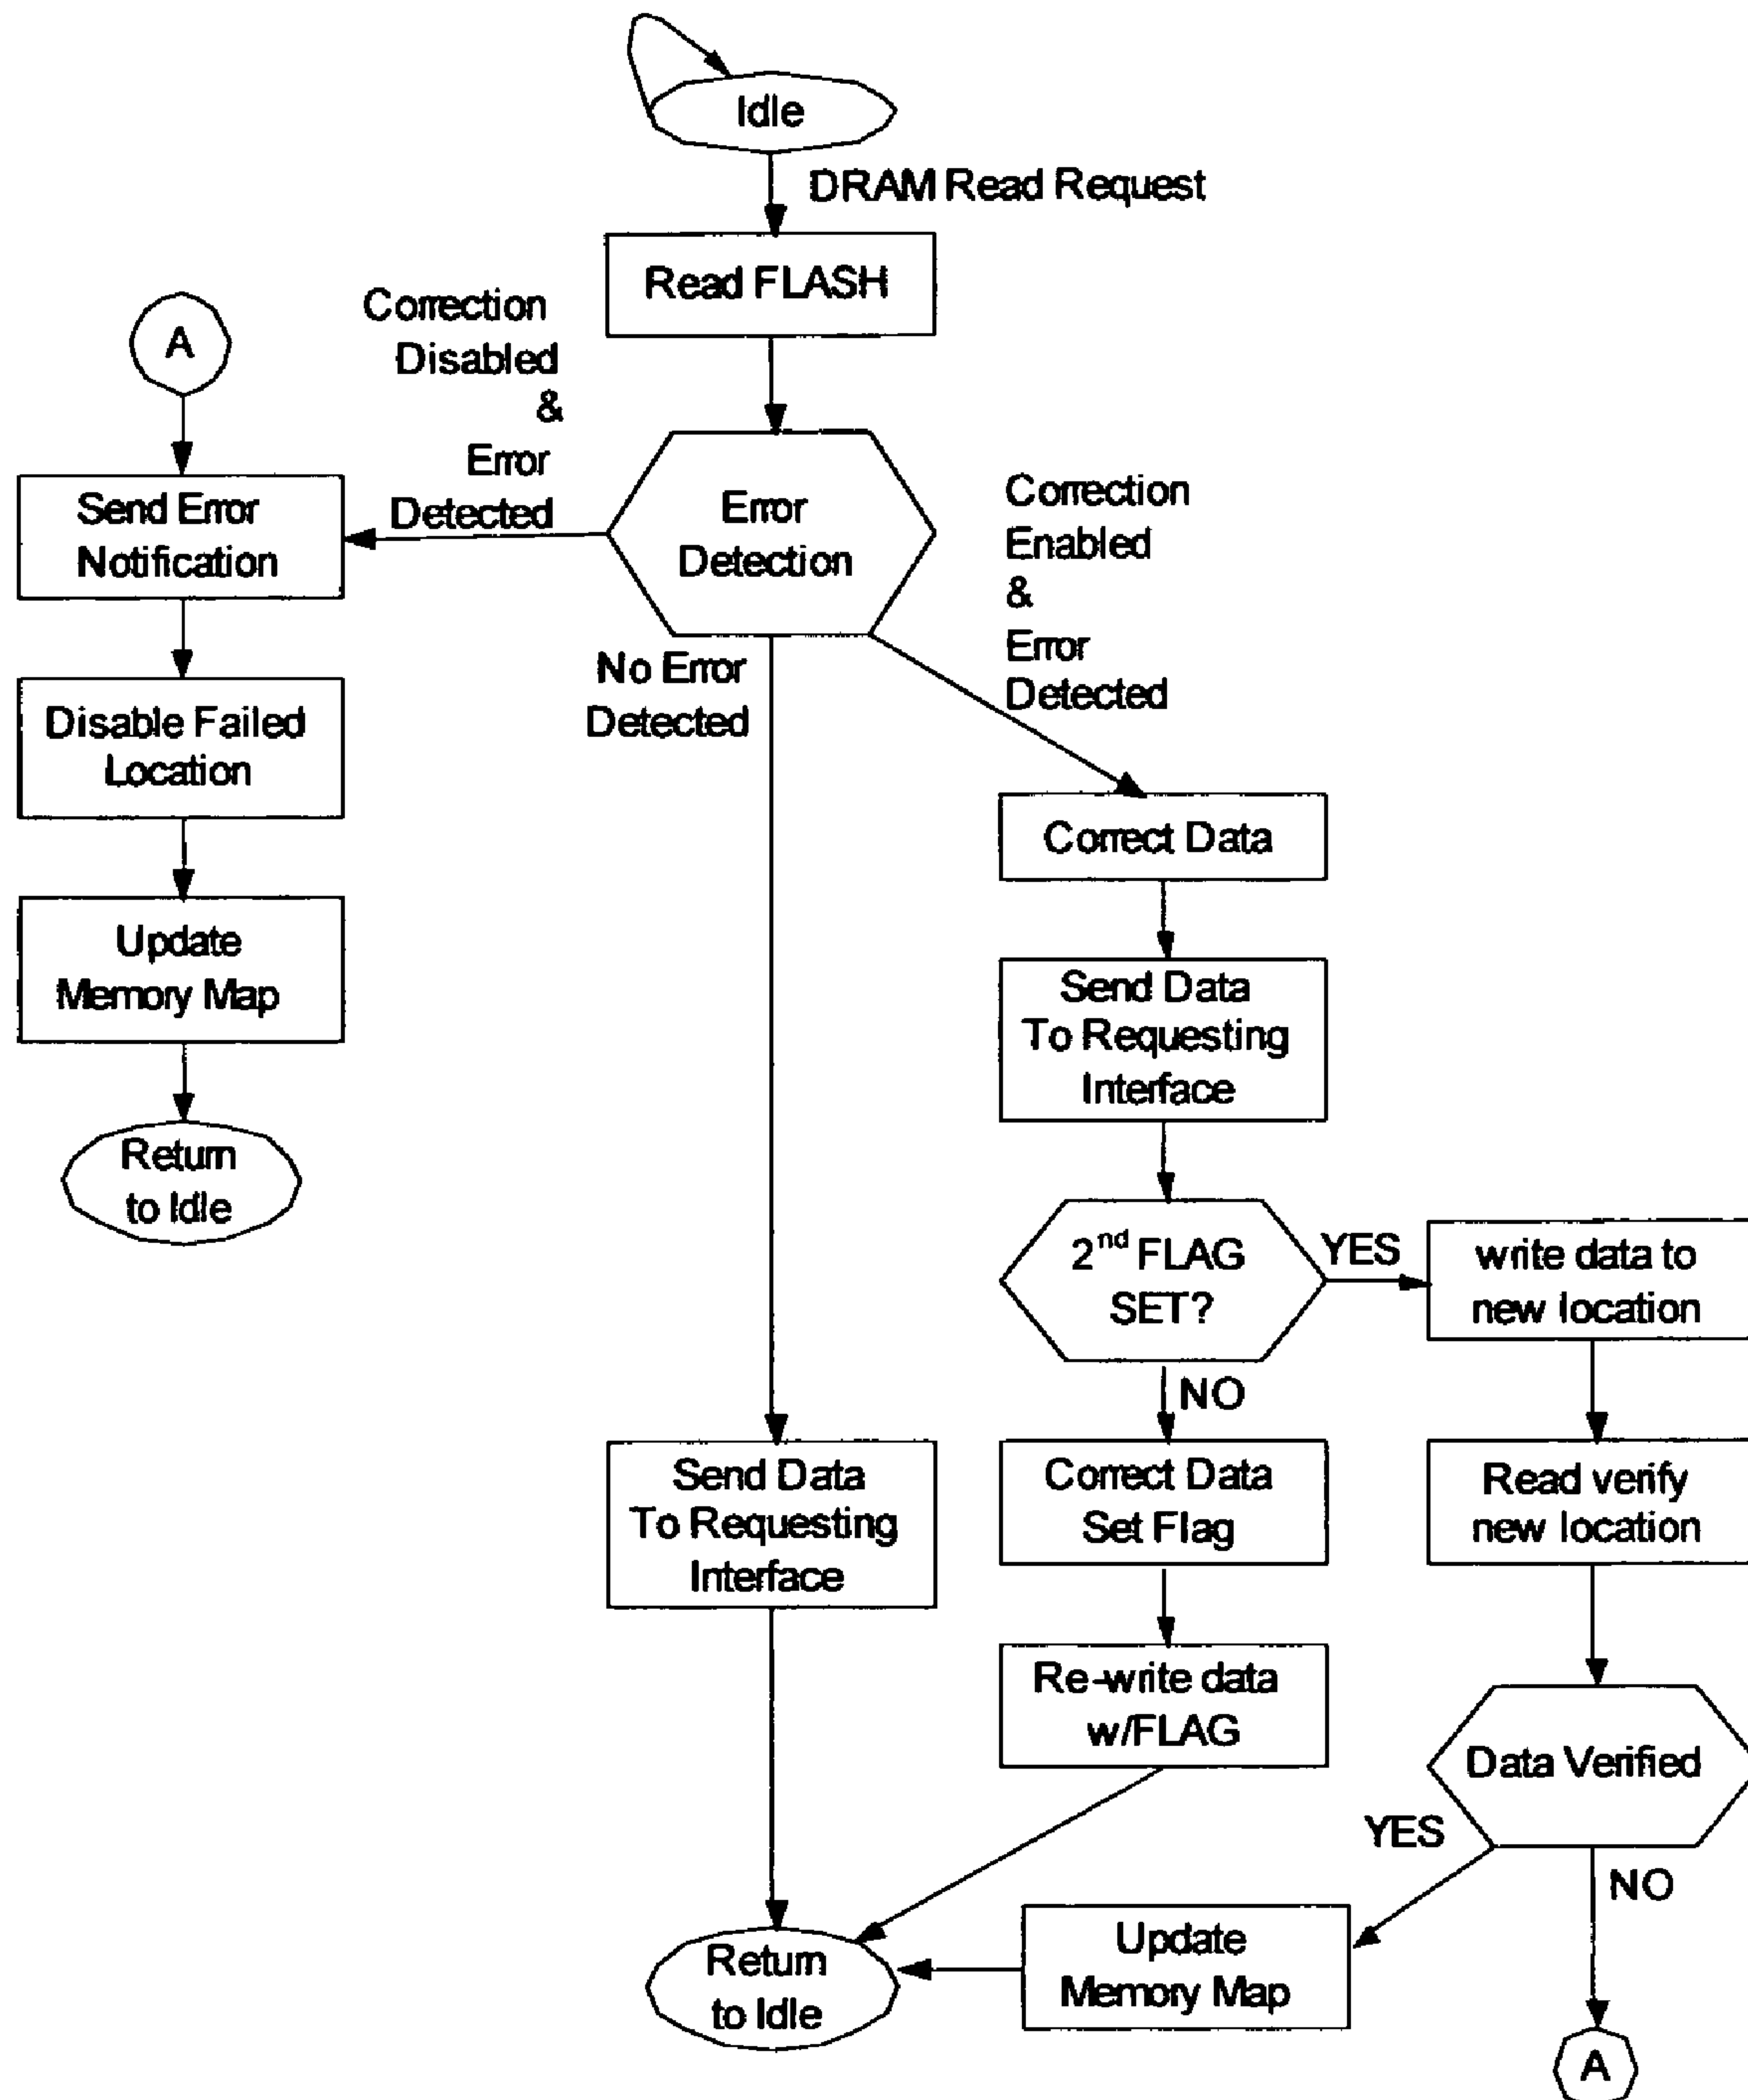 Idle
DRAM Read Request
Read FLASH
Correction
Disabled
&
Error
Detected
A
Send Error
Notification
Error
Detection
Correction
Enabled
&
Error
Detected
No Error
Detected
Disable Failed
Location
Correct Data
Update
Memory Map
Send Data
To Requesting
Interface
Return
to Idle
2nd FLAG
SET?
YES
write data to
new location
NO
Send Data
To Requesting
Interface
Correct Data
Set Flag
Read verify
new location
Re-write data
w/FLAG
Data Verified
YES
NO
Update
Memory Map
Return
to Idle
A